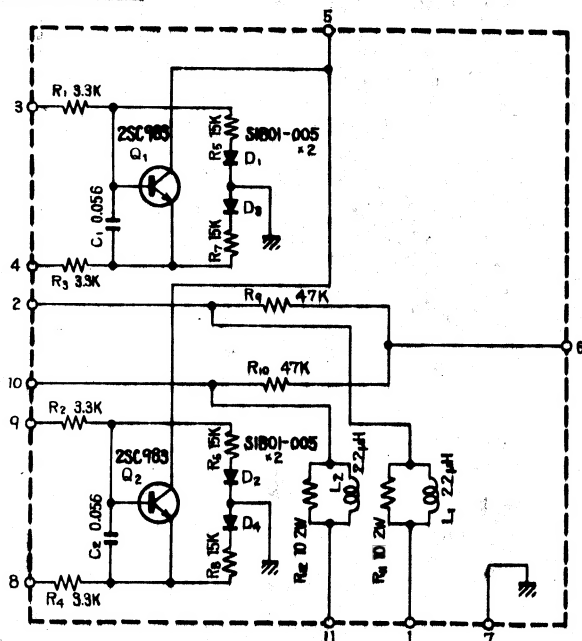 5
R₁ 3.3K
3
2SC983
Q₁
R₅ 15K
S1B01-005
×2
D₁
D₃
C₁ 0.056
R₇ 15K
4
R₃ 3.3K
2
R₉ 47K
6
R₁₀ 47K
10
9
R₂ 3.3K
2SC983
Q₂
R₆ 15K
S1B01-005
×2
D₂
D₄
C₂ 0.056
R₈ 15K
L₂
2.2μH
L₁
2.2μH
R₁₂ 10 2W
R₁₁ 10 2W
8
R₄ 3.3K
11
1
7